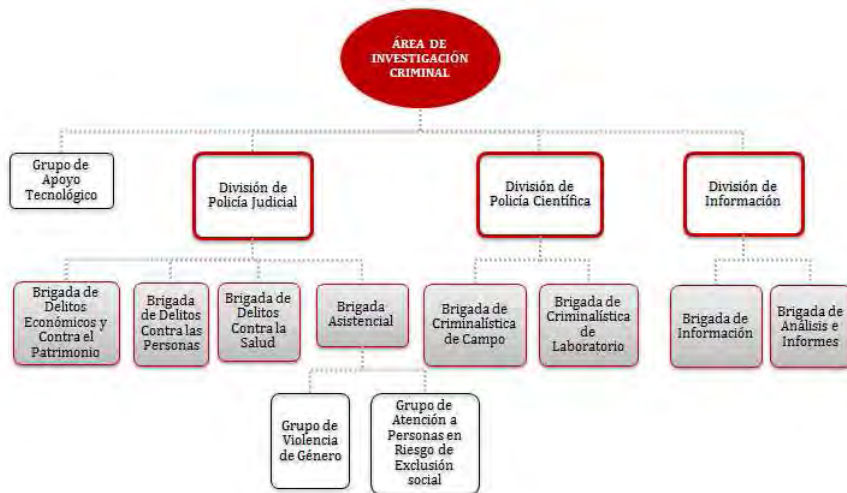 ÁREA DE
INVESTIGACIÓN
CRIMINAL
Grupo de
Apoyo
Tecnológico
División de
Policía Judicial
División de
Policía Científica
División de
Información
Brigada de
Delitos
Económicos y
Contra el
Patrimonio
Brigada
de Delitos
Contra las
Personas
Brigada de
Delitos
Contra la
Salud
Brigada
Asistencial
Brigada de
Criminalística
de Campo
Brigada de
Criminalística
de
Laboratorio
Brigada de
Información
Brigada de
Análisis e
Informes
Grupo de
Violencia
de Género
Grupo de
Atención a
Personas en
Riesgo de
Exclusión
social